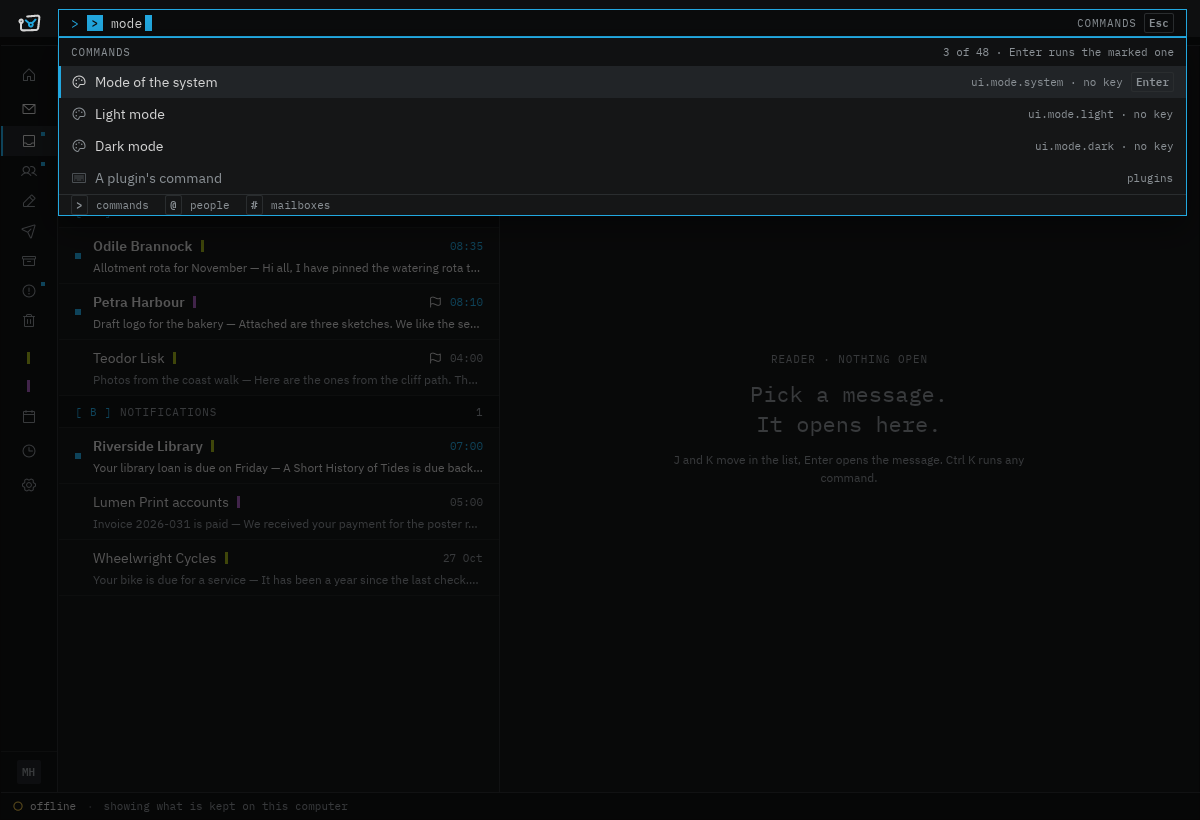 > > mode COMMANDS Esc
COMMANDS 3 of 48 · Enter runs the marked one
Mode of the system ui.mode.system · no key Enter
Light mode ui.mode.light · no key
Dark mode ui.mode.dark · no key
A plugin's command plugins
> commands @ people # mailboxes
Odile Brannock 08:35
Allotment rota for November — Hi all, I have pinned the watering rota t...
Petra Harbour 08:10
Draft logo for the bakery — Attached are three sketches. We like the se...
Teodor Lisk 04:00
Photos from the coast walk — Here are the ones from the cliff path. Th...
[ B ] NOTIFICATIONS 1
Riverside Library 07:00
Your library loan is due on Friday — A Short History of Tides is due back...
Lumen Print accounts 05:00
Invoice 2026-031 is paid — We received your payment for the poster r...
Wheelwright Cycles 27 Oct
Your bike is due for a service — It has been a year since the last check....
READER · NOTHING OPEN
Pick a message.
It opens here.
J and K move in the list, Enter opens the message. Ctrl K runs any
command.
MH
offline · showing what is kept on this computer